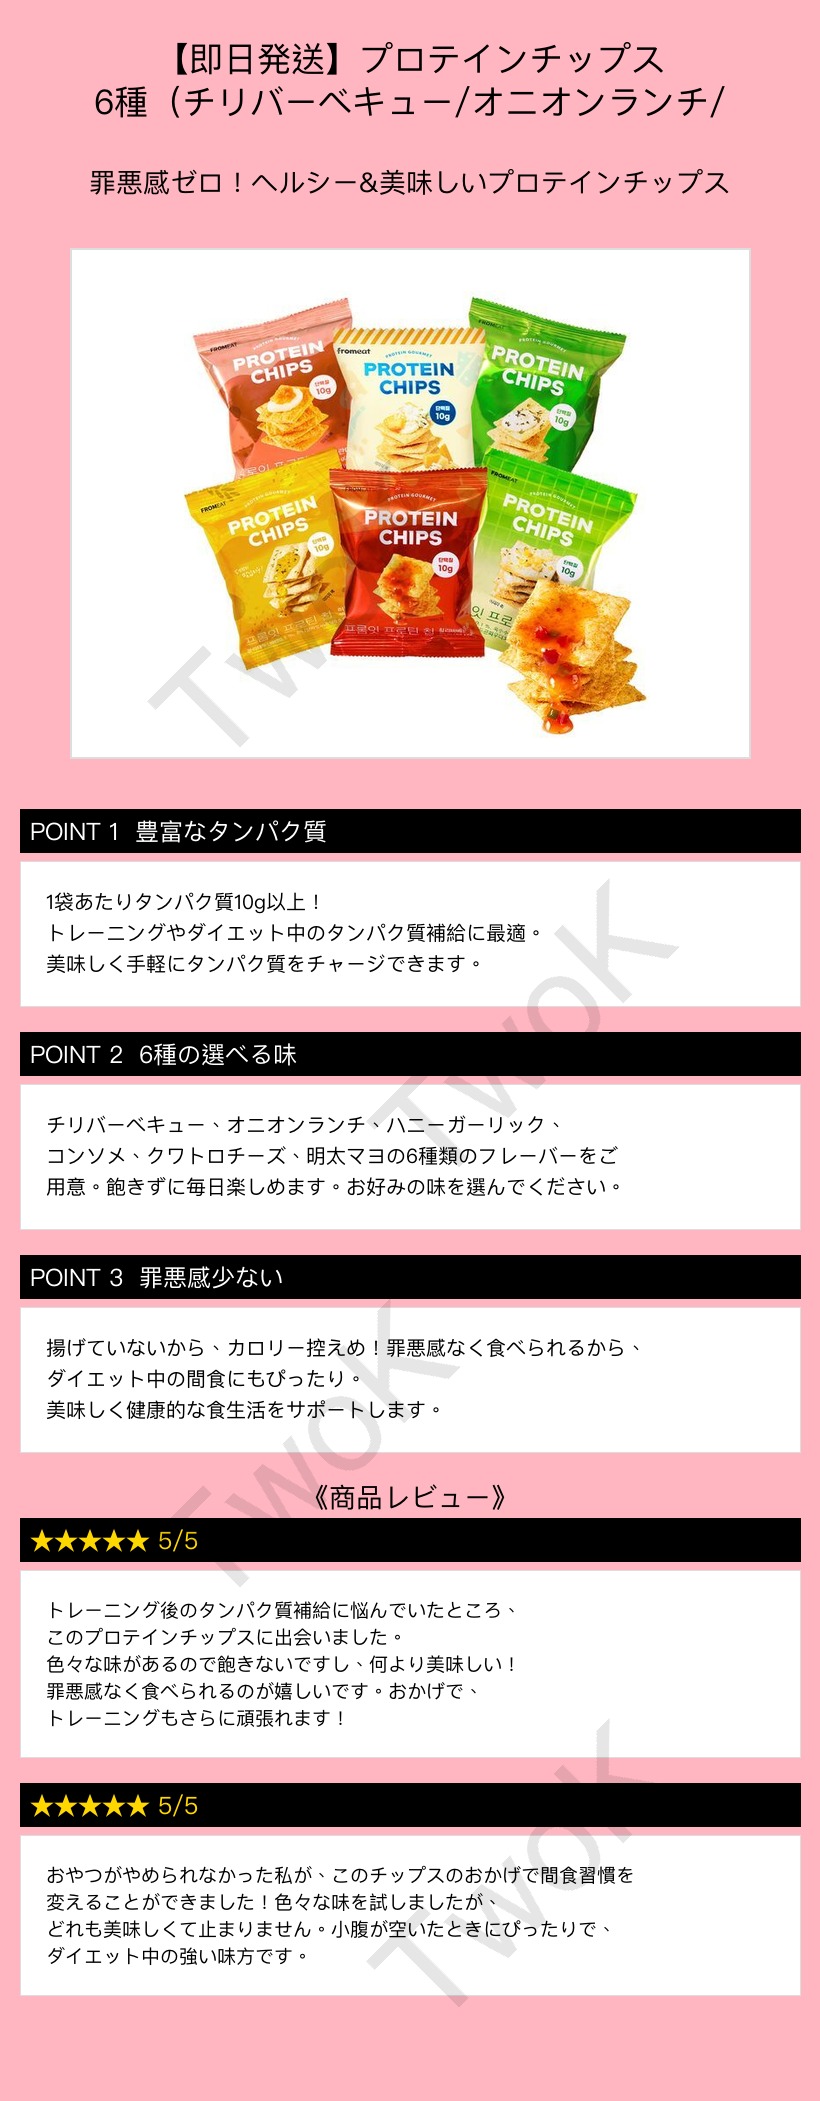 【即日発送】プロテインチップス
6種（チリバーベキュー/オニオンランチ/
罪悪感ゼロ！ヘルシー&美味しいプロテインチップス
FROMEAT
PROTEIN GOURMET
PROTEIN
CHIPS
단백질
10g
fromeat
PROTEIN GOURMET
PROTEIN
CHIPS
단백질
10g
FROMEAT
PROTEIN GOURMET
PROTEIN
CHIPS
단백질
10g
FROMEAT
PROTEIN GOURMET
PROTEIN
CHIPS
10g
프롬잇 프로틴 칩
FROMEAT
PROTEIN GOURMET
PROTEIN
CHIPS
단백질
10g
프롬잇 프로틴 칩
FROMEAT
PROTEIN GOURMET
PROTEIN
CHIPS
단백질
10g
잇 프로
POINT 1 豊富なタンパク質
1袋あたりタンパク質10g以上！
トレーニングやダイエット中のタンパク質補給に最適。
美味しく手軽にタンパク質をチャージできます。
POINT 2 6種の選べる味
チリバーベキュー、オニオンランチ、ハニーガーリック、
コンソメ、クワトロチーズ、明太マヨの6種類のフレーバーをご
用意。飽きずに毎日楽しめます。お好みの味を選んでください。
POINT 3 罪悪感少ない
揚げていないから、カロリー控えめ！罪悪感なく食べられるから、
ダイエット中の間食にもぴったり。
美味しく健康的な食生活をサポートします。
《商品レビュー》
★★★★★ 5/5
トレーニング後のタンパク質補給に悩んでいたところ、
このプロテインチップスに出会いました。
色々な味があるので飽きないですし、何より美味しい！
罪悪感なく食べられるのが嬉しいです。おかげで、
トレーニングもさらに頑張れます！
★★★★★ 5/5
おやつがやめられなかった私が、このチップスのおかげで間食習慣を
変えることができました！色々な味を試しましたが、
どれも美味しくて止まりません。小腹が空いたときにぴったりで、
ダイエット中の強い味方です。
TwoK
TwoK
TwoK
TwoK